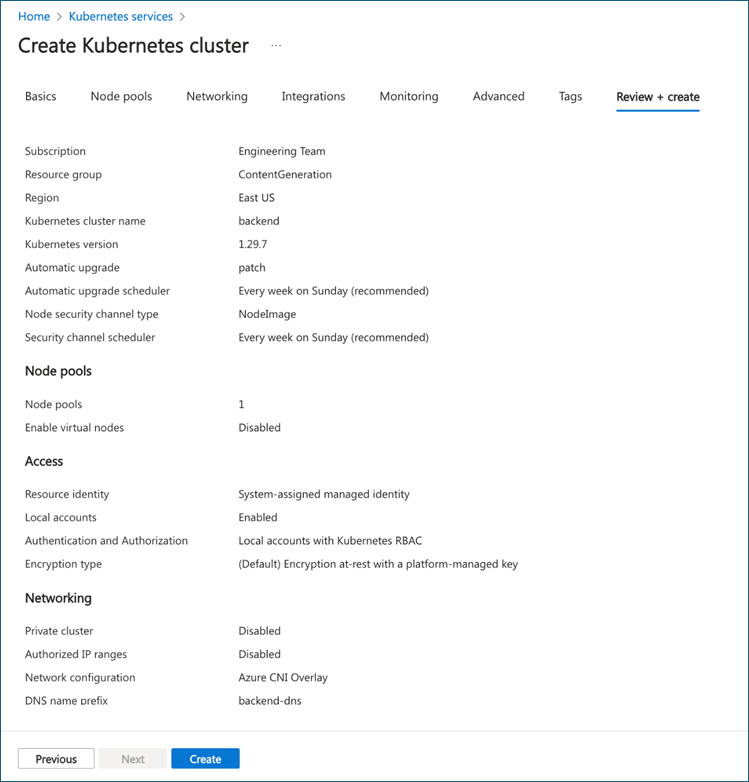 Home > Kubernetes services >
Create Kubernetes cluster ...
Basics Node pools Networking Integrations Monitoring Advanced Tags Review + create
Subscription Engineering Team
Resource group ContentGeneration
Region East US
Kubernetes cluster name backend
Kubernetes version 1.29.7
Automatic upgrade patch
Automatic upgrade scheduler Every week on Sunday (recommended)
Node security channel type NodeImage
Security channel scheduler Every week on Sunday (recommended)
Node pools
Node pools 1
Enable virtual nodes Disabled
Access
Resource identity System-assigned managed identity
Local accounts Enabled
Authentication and Authorization Local accounts with Kubernetes RBAC
Encryption type (Default) Encryption at-rest with a platform-managed key
Networking
Private cluster Disabled
Authorized IP ranges Disabled
Network configuration Azure CNI Overlay
DNS name prefix backend-dns
Previous Next Create